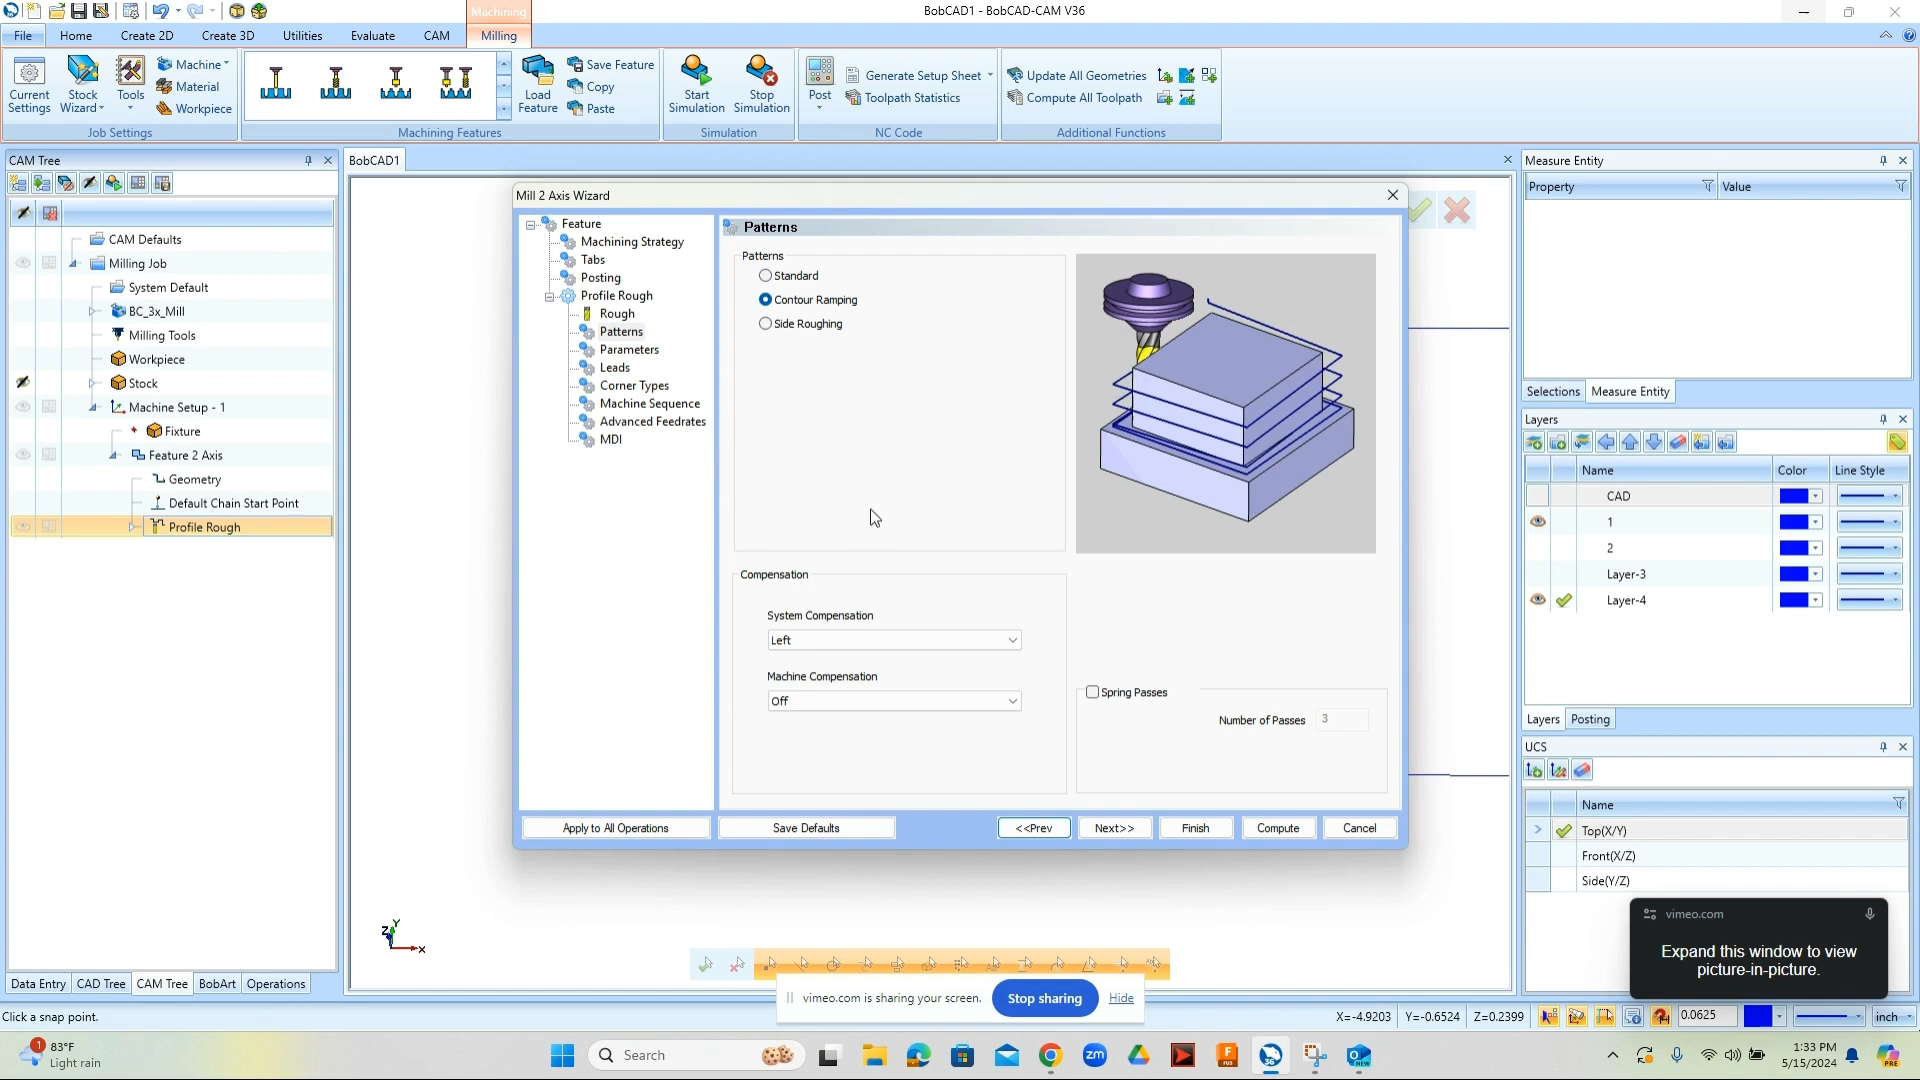 Machining
BobCAD1 - BobCAD-CAM V36
File Home Create 2D Create 3D Utilities Evaluate CAM Milling
Current Settings
Stock Wizard
Tools
Machine
Material
Workpiece
Load Feature
Save Feature
Copy
Paste
Start Simulation
Stop Simulation
Post
Generate Setup Sheet
Toolpath Statistics
Update All Geometries
Compute All Toolpath
Job Settings
Machining Features
Simulation
NC Code
Additional Functions
CAM Tree
CAM Defaults
Milling Job
System Default
BC_3x_Mill
Milling Tools
Workpiece
Stock
Machine Setup - 1
Fixture
Feature 2 Axis
Geometry
Default Chain Start Point
Profile Rough
Data Entry CAD Tree CAM Tree BobArt Operations
BobCAD1
Mill 2 Axis Wizard
Feature
Machining Strategy
Tabs
Posting
Profile Rough
Rough
Patterns
Parameters
Leads
Corner Types
Machine Sequence
Advanced Feedrates
MDI
Patterns
Patterns
Standard
Contour Ramping
Side Roughing
Compensation
System Compensation
Left
Machine Compensation
Off
Spring Passes
Number of Passes 3
Apply to All Operations Save Defaults <<Prev Next>> Finish Compute Cancel
Z Y X
vimeo.com is sharing your screen. Stop sharing Hide
Measure Entity
Property Value
Selections Measure Entity
Layers
Name Color Line Style
CAD
1
2
Layer-3
Layer-4
Layers Posting
UCS
Name
Top(X/Y)
Front(X/Z)
Side(Y/Z)
vimeo.com
Expand this window to view
picture-in-picture.
Click a snap point.
X=-4.9203 Y=-0.6524 Z=0.2399 0.0625 inch
1 83°F
Light rain
Search
zm
FUS
36
NEW
1:33 PM
5/15/2024
PRE